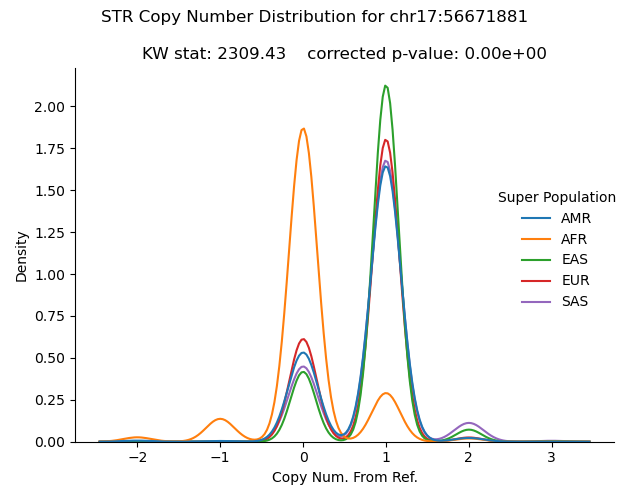 STR Copy Number Distribution for chr17:56671881
KW stat: 2309.43    corrected p-value: 0.00e+00
2.00
1.75
1.50
1.25
1.00
0.75
0.50
0.25
0.00
Density
−2 −1 0 1 2 3
Copy Num. From Ref.
Super Population
AMR
AFR
EAS
EUR
SAS